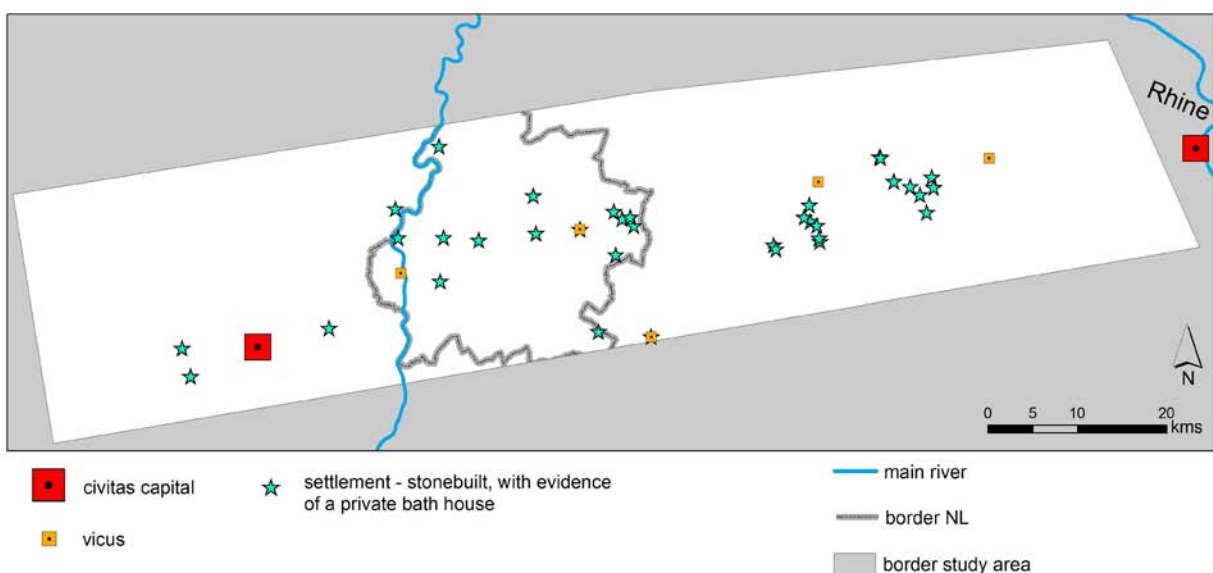 Rhine
N
0 5 10 20
kms
civitas capital
settlement - stonebuilt, with evidence
of a private bath house
vicus
main river
border NL
border study area